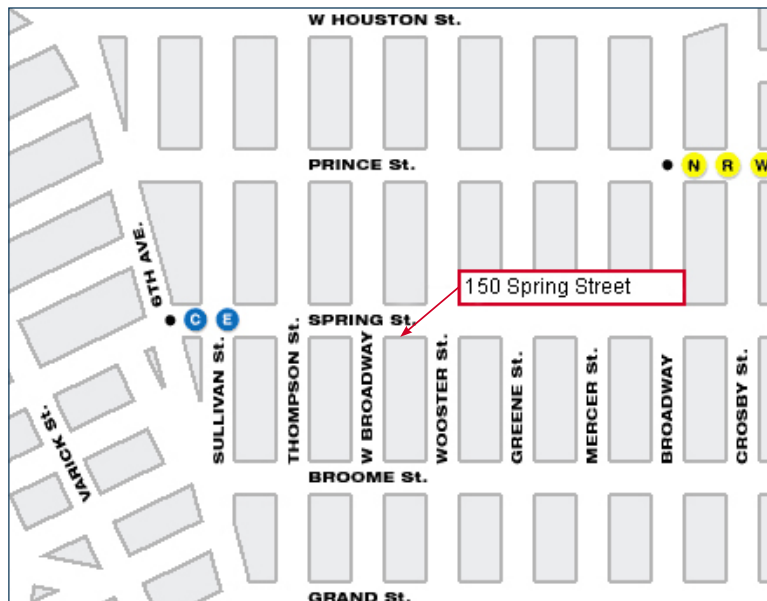 W HOUSTON St.
PRINCE St.
N R W
6TH AVE.
150 Spring Street
C E
SPRING St.
SULLIVAN St.
THOMPSON St.
W BROADWAY
WOOSTER St.
GREENE St.
MERCER St.
BROADWAY
CROSBY St.
VARICK St.
BROOME St.
GRAND St.